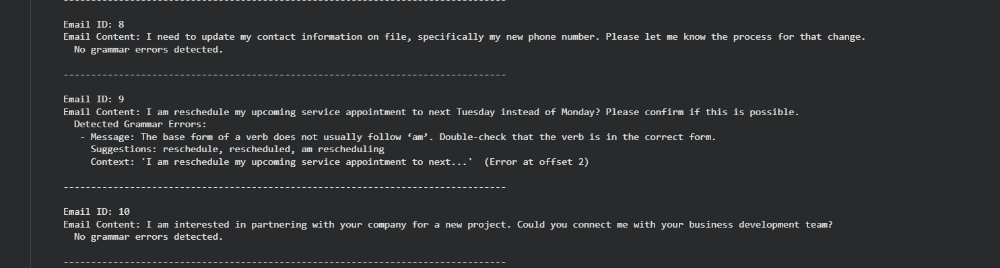 --------------------------------------------------------------------------------
Email ID: 8
Email Content: I need to update my contact information on file, specifically my new phone number. Please let me know the process for that change.
No grammar errors detected.
--------------------------------------------------------------------------------
Email ID: 9
Email Content: I am reschedule my upcoming service appointment to next Tuesday instead of Monday? Please confirm if this is possible.
Detected Grammar Errors:
- Message: The base form of a verb does not usually follow ‘am’. Double-check that the verb is in the correct form.
Suggestions: reschedule, rescheduled, am rescheduling
Context: 'I am reschedule my upcoming service appointment to next...'  (Error at offset 2)
--------------------------------------------------------------------------------
Email ID: 10
Email Content: I am interested in partnering with your company for a new project. Could you connect me with your business development team?
No grammar errors detected.
--------------------------------------------------------------------------------